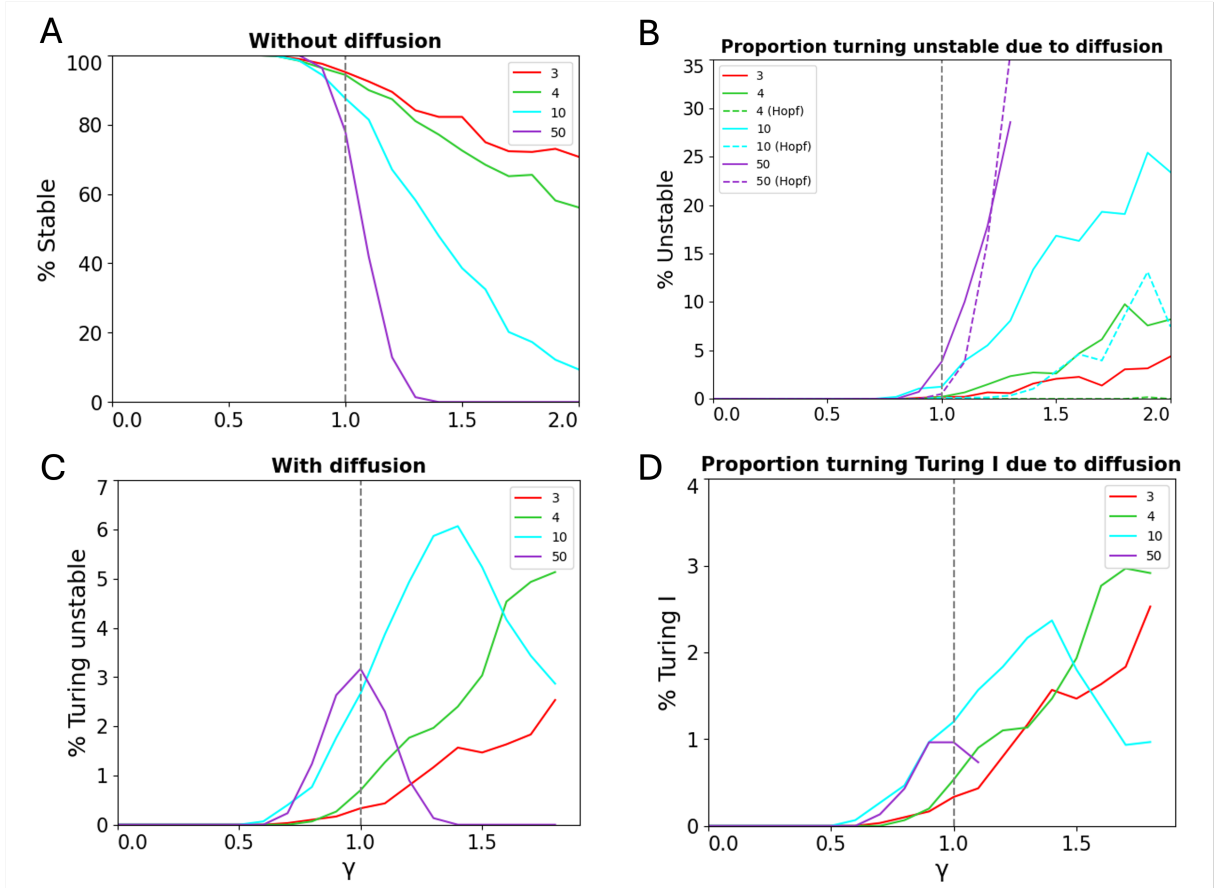 A
Without diffusion
% Stable
100
80
60
40
20
0
0.0 0.5 1.0 1.5 2.0
3
4
10
50
B
Proportion turning unstable due to diffusion
% Unstable
35
30
25
20
15
10
5
0
0.0 0.5 1.0 1.5 2.0
3
4
4 (Hopf)
10
10 (Hopf)
50
50 (Hopf)
C
With diffusion
% Turing unstable
7
6
5
4
3
2
1
0
0.0 0.5 1.0 1.5
γ
3
4
10
50
D
Proportion turning Turing I due to diffusion
% Turing I
4
3
2
1
0
0.0 0.5 1.0 1.5
γ
3
4
10
50